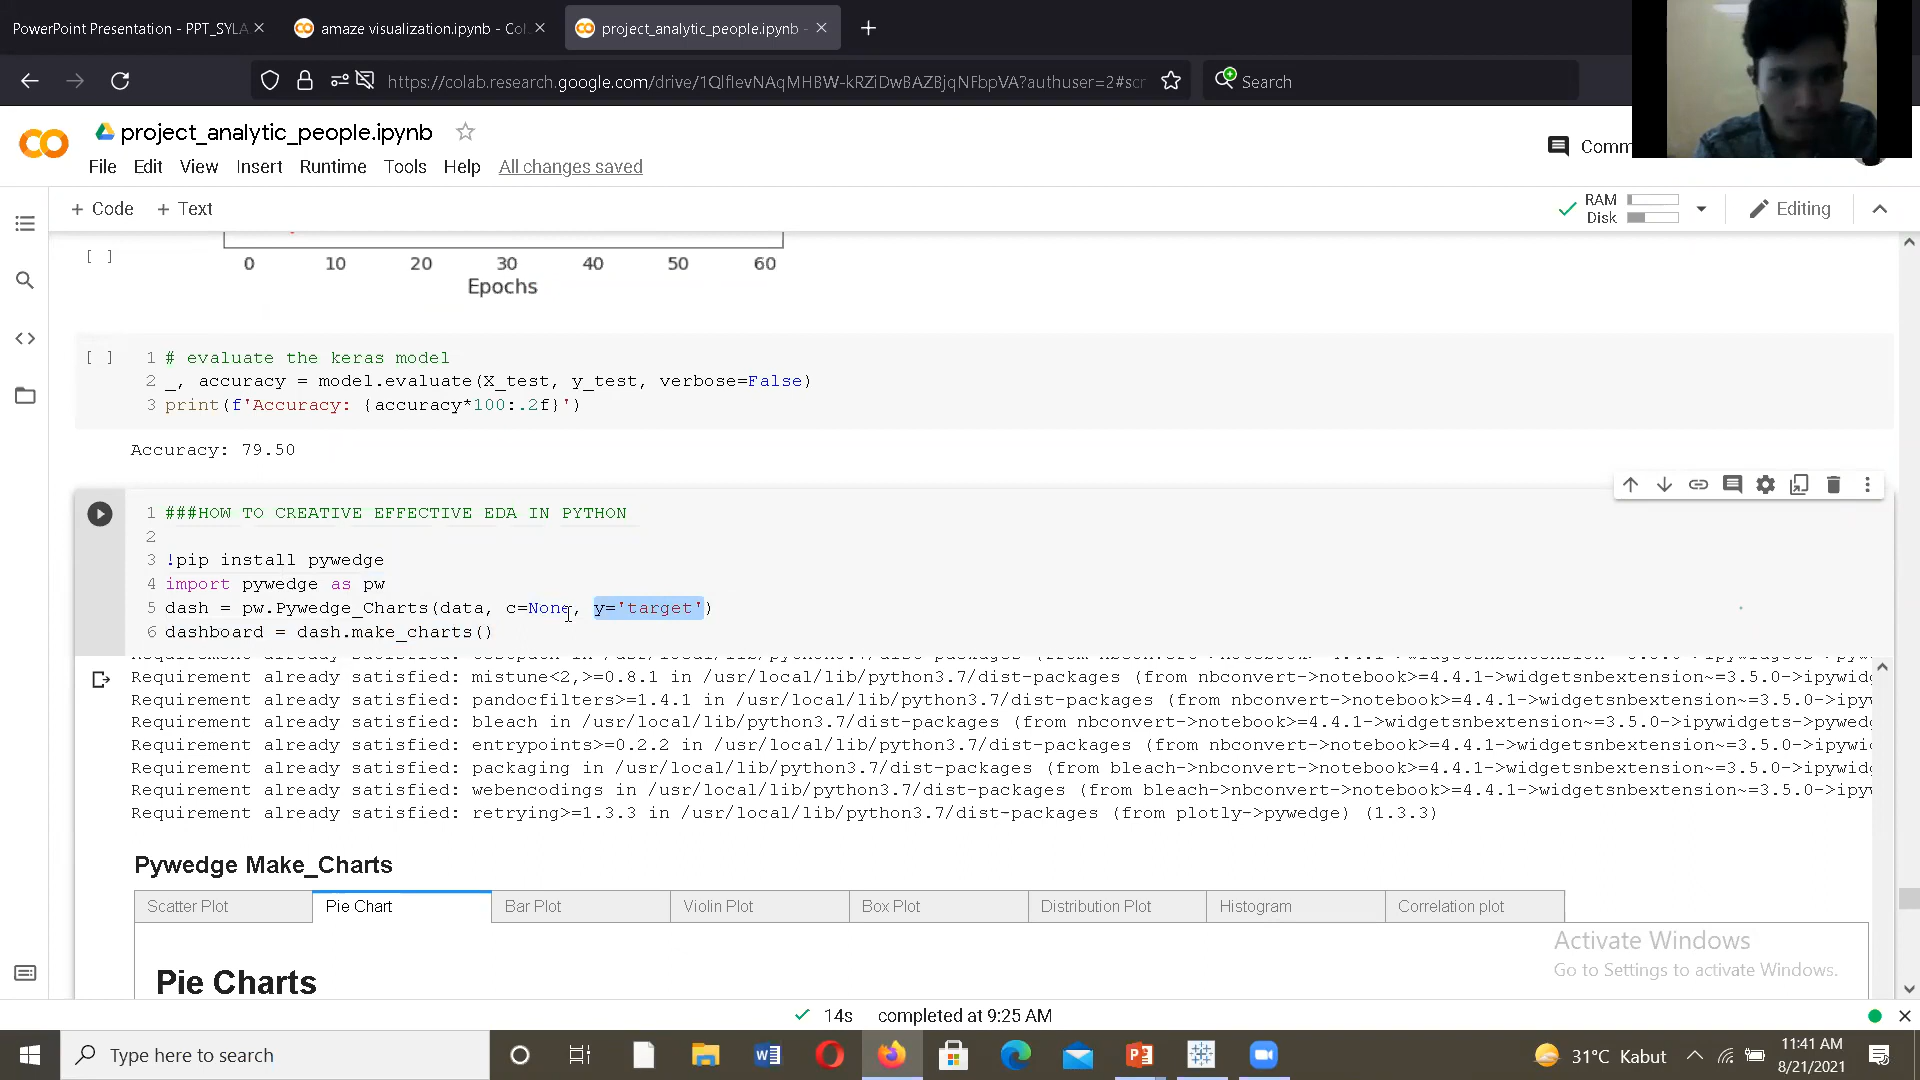 PowerPoint Presentation - PPT_SYLA
amaze visualization.ipynb - Col
project_analytic_people.ipynb -
https://colab.research.google.com/drive/1QlfIevNAqMHBW-kRZiDwBAZBjqNFbpVA?authuser=2#scr
Search
project_analytic_people.ipynb
Comm
File Edit View Insert Runtime Tools Help All changes saved
+ Code + Text
RAM
Disk
Editing
[ ]
0 10 20 30 40 50 60
Epochs
[ ]
1 # evaluate the keras model
2 _, accuracy = model.evaluate(X_test, y_test, verbose=False)
3 print(f'Accuracy: {accuracy*100:.2f}')
Accuracy: 79.50
1 ###HOW TO CREATIVE EFFECTIVE EDA IN PYTHON
2
3 !pip install pywedge
4 import pywedge as pw
5 dash = pw.Pywedge_Charts(data, c=None, y='target')
6 dashboard = dash.make_charts()
Requirement already satisfied: mistune<2,>=0.8.1 in /usr/local/lib/python3.7/dist-packages (from nbconvert->notebook>=4.4.1->widgetsnbextension~=3.5.0->ipywidge
Requirement already satisfied: pandocfilters>=1.4.1 in /usr/local/lib/python3.7/dist-packages (from nbconvert->notebook>=4.4.1->widgetsnbextension~=3.5.0->ipyw
Requirement already satisfied: bleach in /usr/local/lib/python3.7/dist-packages (from nbconvert->notebook>=4.4.1->widgetsnbextension~=3.5.0->ipywidgets->pywedg
Requirement already satisfied: entrypoints>=0.2.2 in /usr/local/lib/python3.7/dist-packages (from nbconvert->notebook>=4.4.1->widgetsnbextension~=3.5.0->ipywid
Requirement already satisfied: packaging in /usr/local/lib/python3.7/dist-packages (from bleach->nbconvert->notebook>=4.4.1->widgetsnbextension~=3.5.0->ipywidg
Requirement already satisfied: webencodings in /usr/local/lib/python3.7/dist-packages (from bleach->nbconvert->notebook>=4.4.1->widgetsnbextension~=3.5.0->ipyw
Requirement already satisfied: retrying>=1.3.3 in /usr/local/lib/python3.7/dist-packages (from plotly->pywedge) (1.3.3)
Pywedge Make_Charts
Scatter Plot Pie Chart Bar Plot Violin Plot Box Plot Distribution Plot Histogram Correlation plot
Pie Charts
Activate Windows
Go to Settings to activate Windows.
14s completed at 9:25 AM
Type here to search
31°C Kabut
11:41 AM
8/21/2021